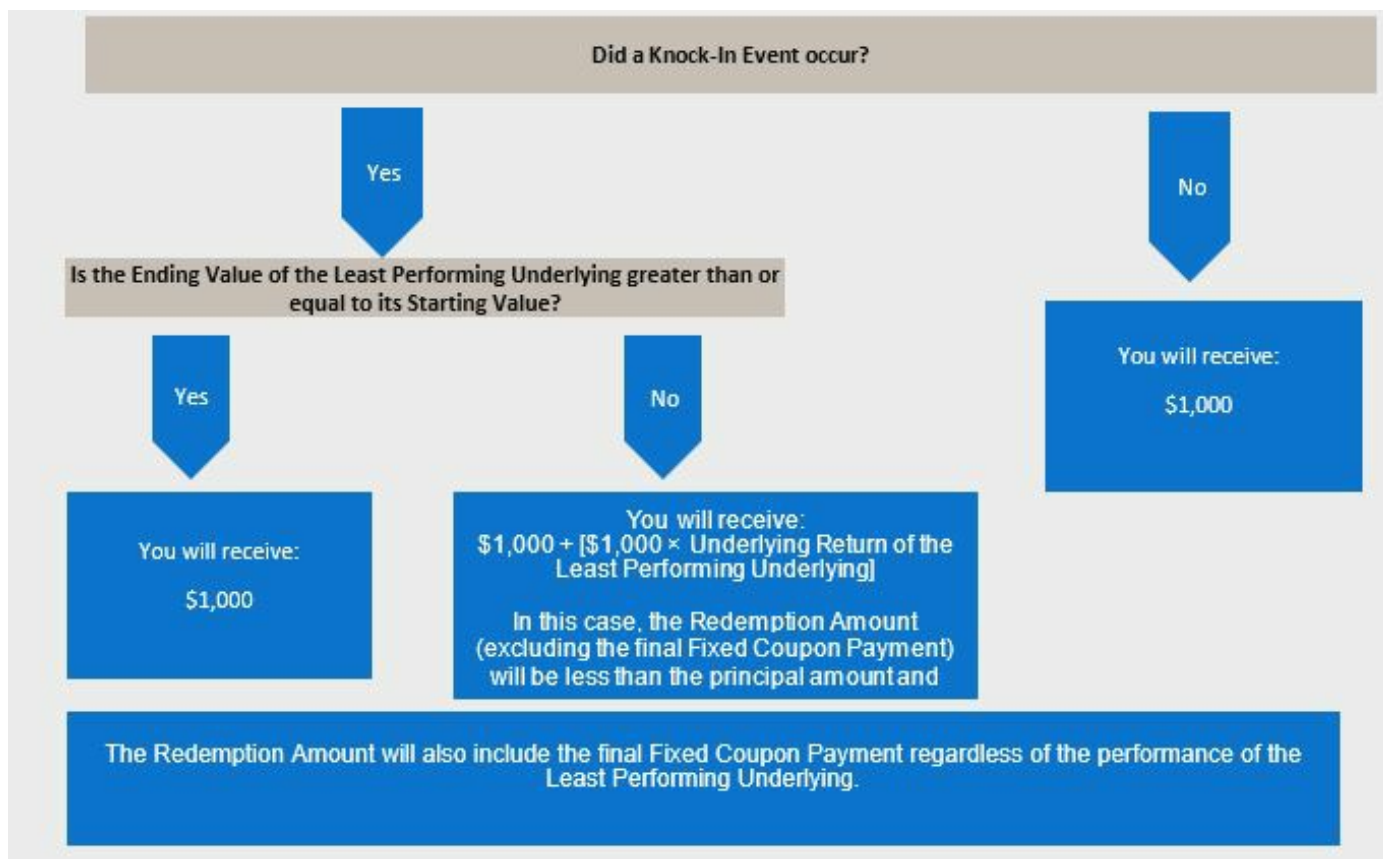 Did a Knock-In Event occur?
Yes
No
Is the Ending Value of the Least Performing Underlying greater than or
equal to its Starting Value?
Yes
No
You will receive:
$1,000
You will receive:
$1,000
You will receive:
$1,000 + [$1,000 × Underlying Return of the
Least Performing Underlying]
In this case, the Redemption Amount
(excluding the final Fixed Coupon Payment)
will be less than the principal amount and
The Redemption Amount will also include the final Fixed Coupon Payment regardless of the performance of the
Least Performing Underlying.